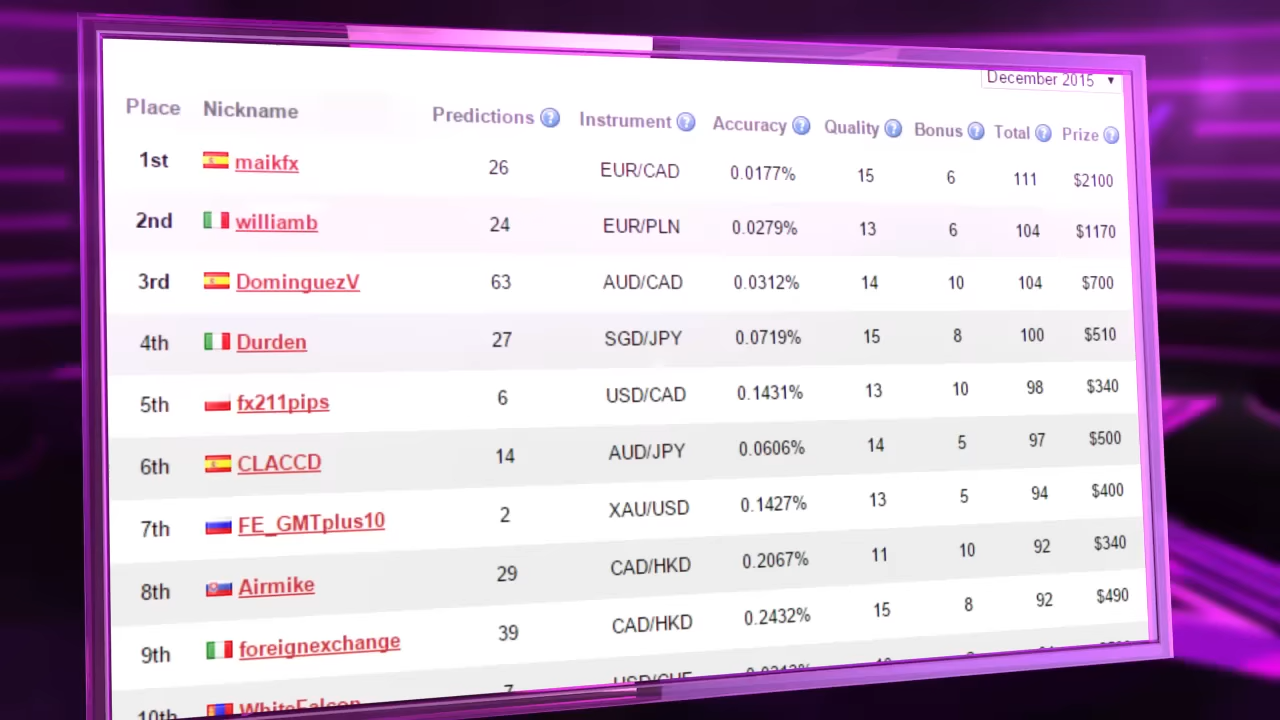 December 2015
Place Nickname Predictions Instrument Accuracy Quality Bonus Total Prize
1st maikfx 26 EUR/CAD 0.0177% 15 6 111 $2100
2nd williamb 24 EUR/PLN 0.0279% 13 6 104 $1170
3rd DominguezV 63 AUD/CAD 0.0312% 14 10 104 $700
4th Durden 27 SGD/JPY 0.0719% 15 8 100 $510
5th fx211pips 6 USD/CAD 0.1431% 13 10 98 $340
6th CLACCD 14 AUD/JPY 0.0606% 14 5 97 $500
7th FE_GMTplus10 2 XAU/USD 0.1427% 13 5 94 $400
8th Airmike 29 CAD/HKD 0.2067% 11 10 92 $340
9th foreignexchange 39 CAD/HKD 0.2432% 15 8 92 $490
10th WhiteFalcon 7 USD/CHF